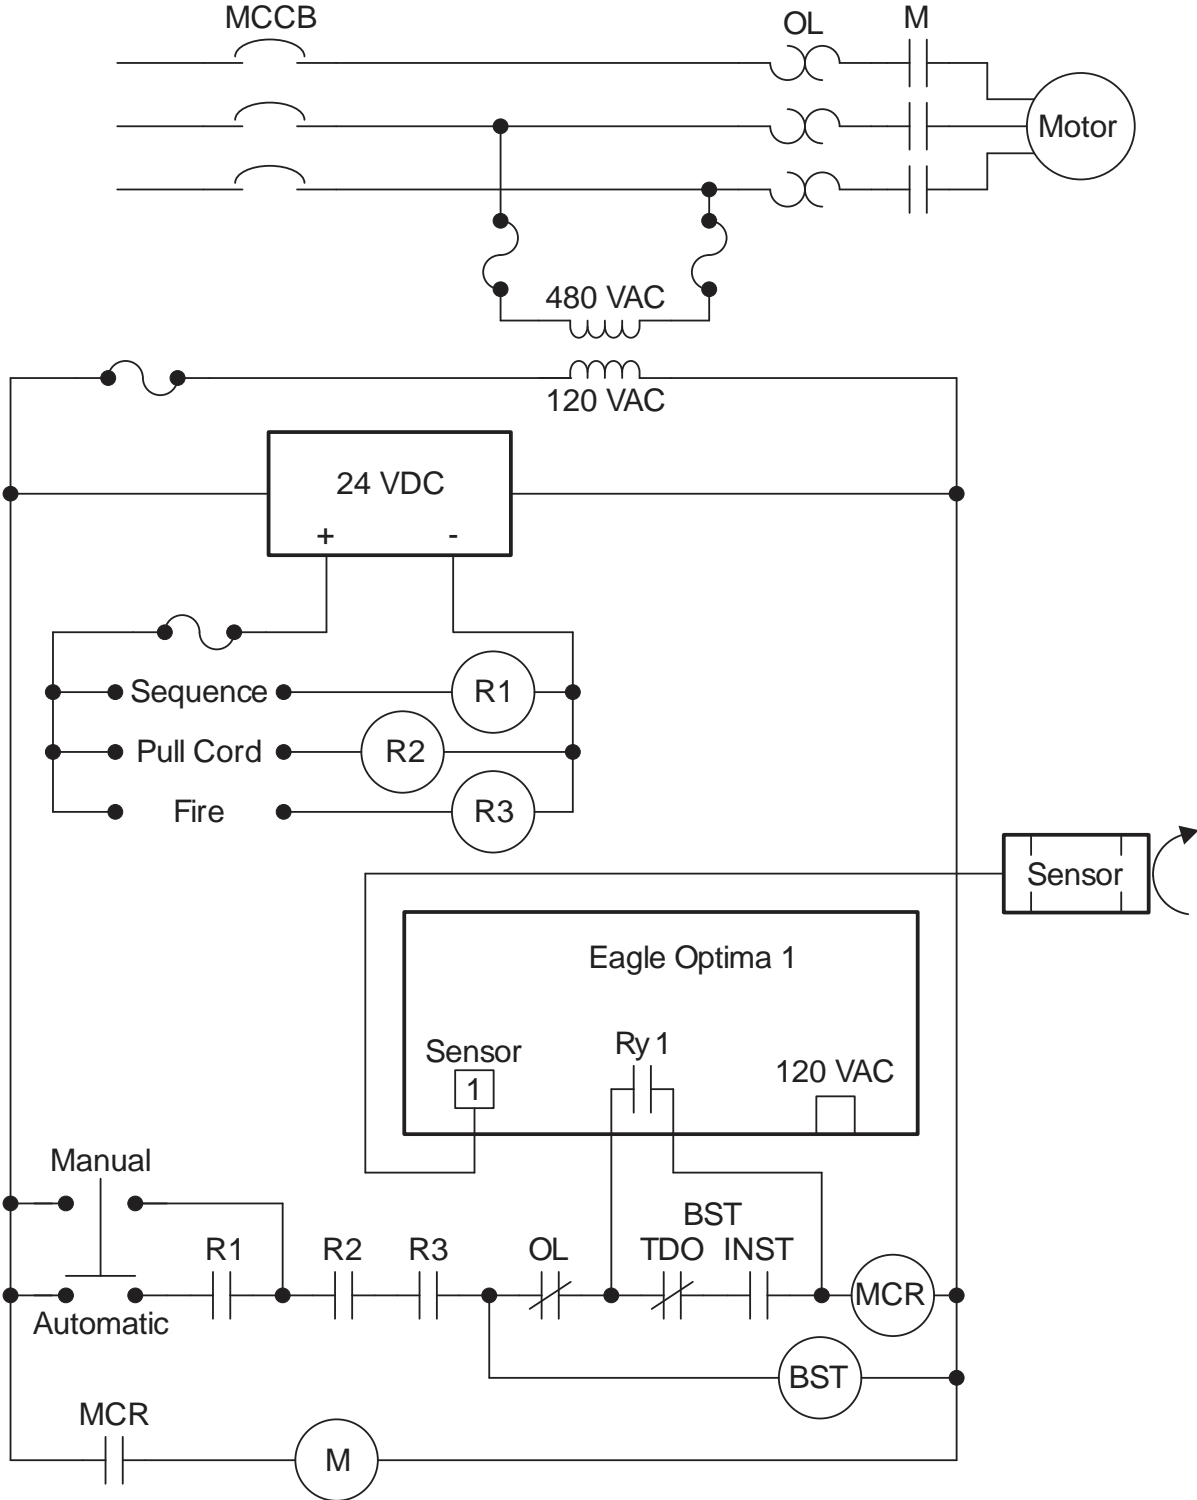 MCCB
OL
M
Motor
480 VAC
120 VAC
24 VDC
+ -
Sequence
R1
Pull Cord
R2
Fire
R3
Sensor
Eagle Optima 1
Ry 1
Sensor
1
120 VAC
Manual
BST
R1
R2
R3
OL
TDO
INST
MCR
Automatic
BST
MCR
M